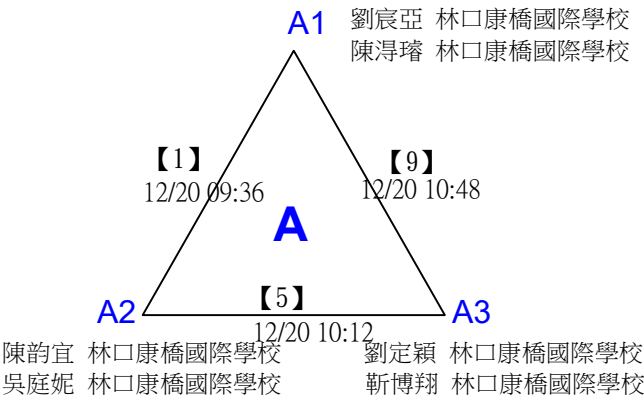 A1
劉宸亞 林口康橋國際學校
陳淂璿 林口康橋國際學校
【1】
12/20 09:36
【9】
12/20 10:48
A
A2
【5】
12/20 10:12
A3
陳韵宜 林口康橋國際學校
吳庭妮 林口康橋國際學校
劉定穎 林口康橋國際學校
靳博翔 林口康橋國際學校